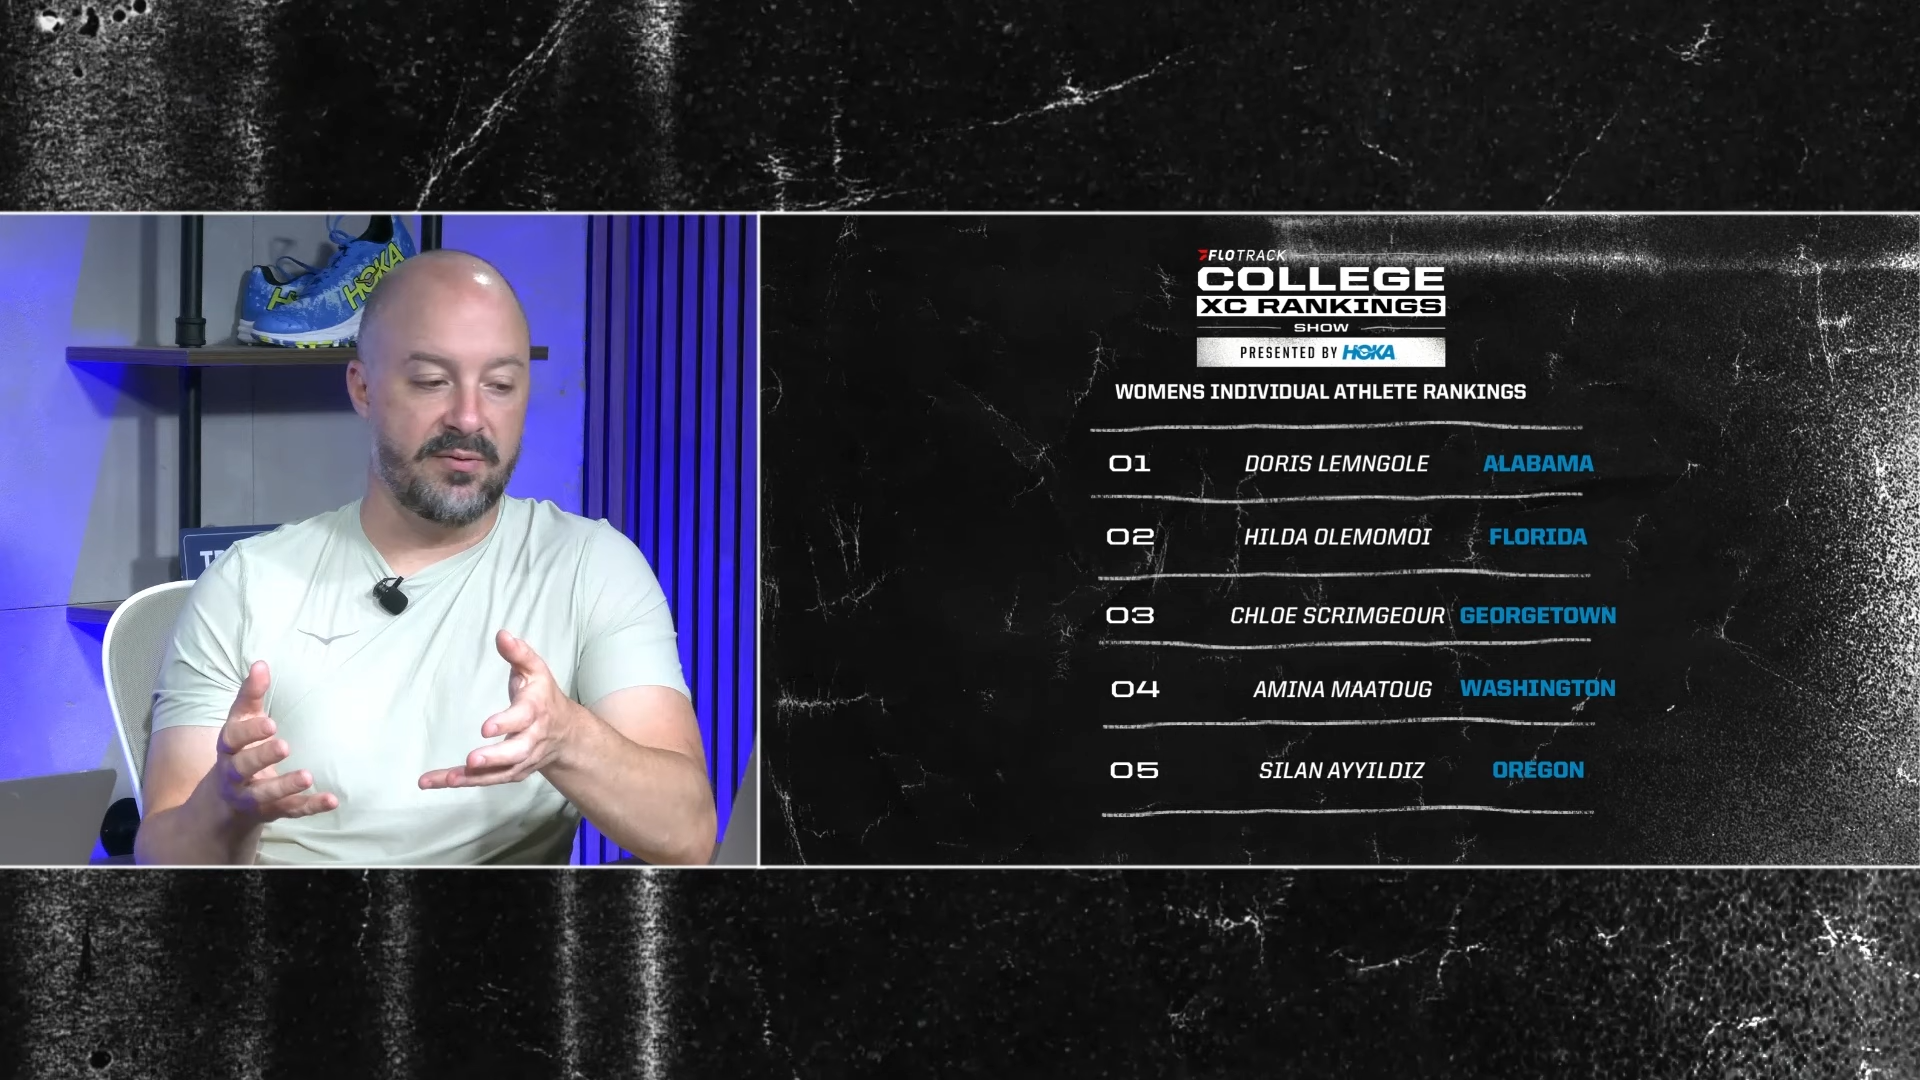 HOKA
FLOTRACK
COLLEGE
XC RANKINGS
SHOW
PRESENTED BY HOKA
WOMENS INDIVIDUAL ATHLETE RANKINGS
01 DORIS LEMNGOLE ALABAMA
02 HILDA OLEMOMOI FLORIDA
03 CHLOE SCRIMGEOUR GEORGETOWN
04 AMINA MAATOUG WASHINGTON
05 SILAN AYYILDIZ OREGON